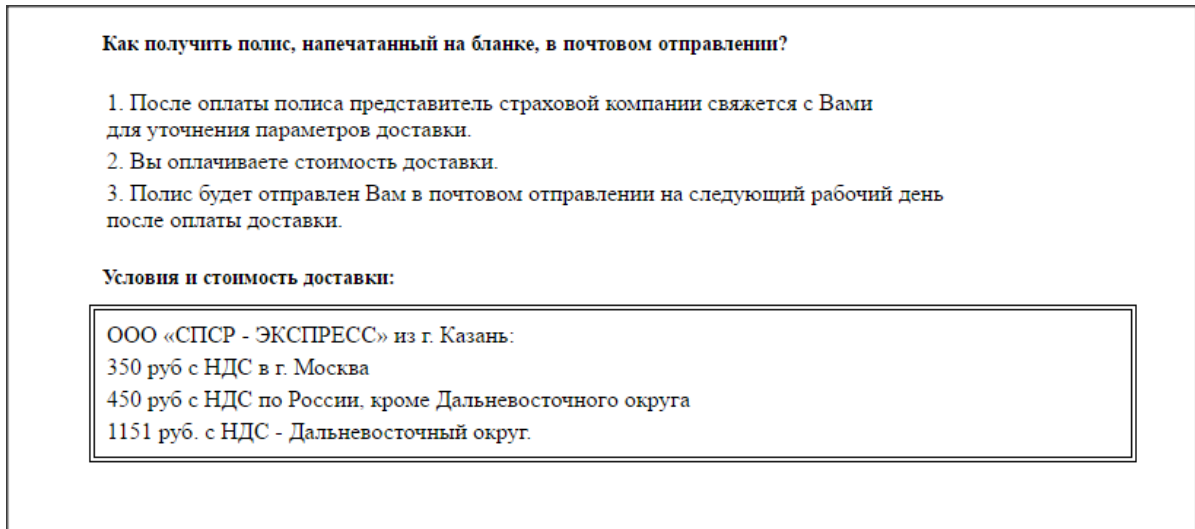 Как получить полис, напечатанный на бланке, в почтовом отправлении?
1. После оплаты полиса представитель страховой компании свяжется с Вами
для уточнения параметров доставки.
2. Вы оплачиваете стоимость доставки.
3. Полис будет отправлен Вам в почтовом отправлении на следующий рабочий день
после оплаты доставки.
Условия и стоимость доставки:
ООО «СПСР - ЭКСПРЕСС» из г. Казань:
350 руб с НДС в г. Москва
450 руб с НДС по России, кроме Дальневосточного округа
1151 руб. с НДС - Дальневосточный округ.